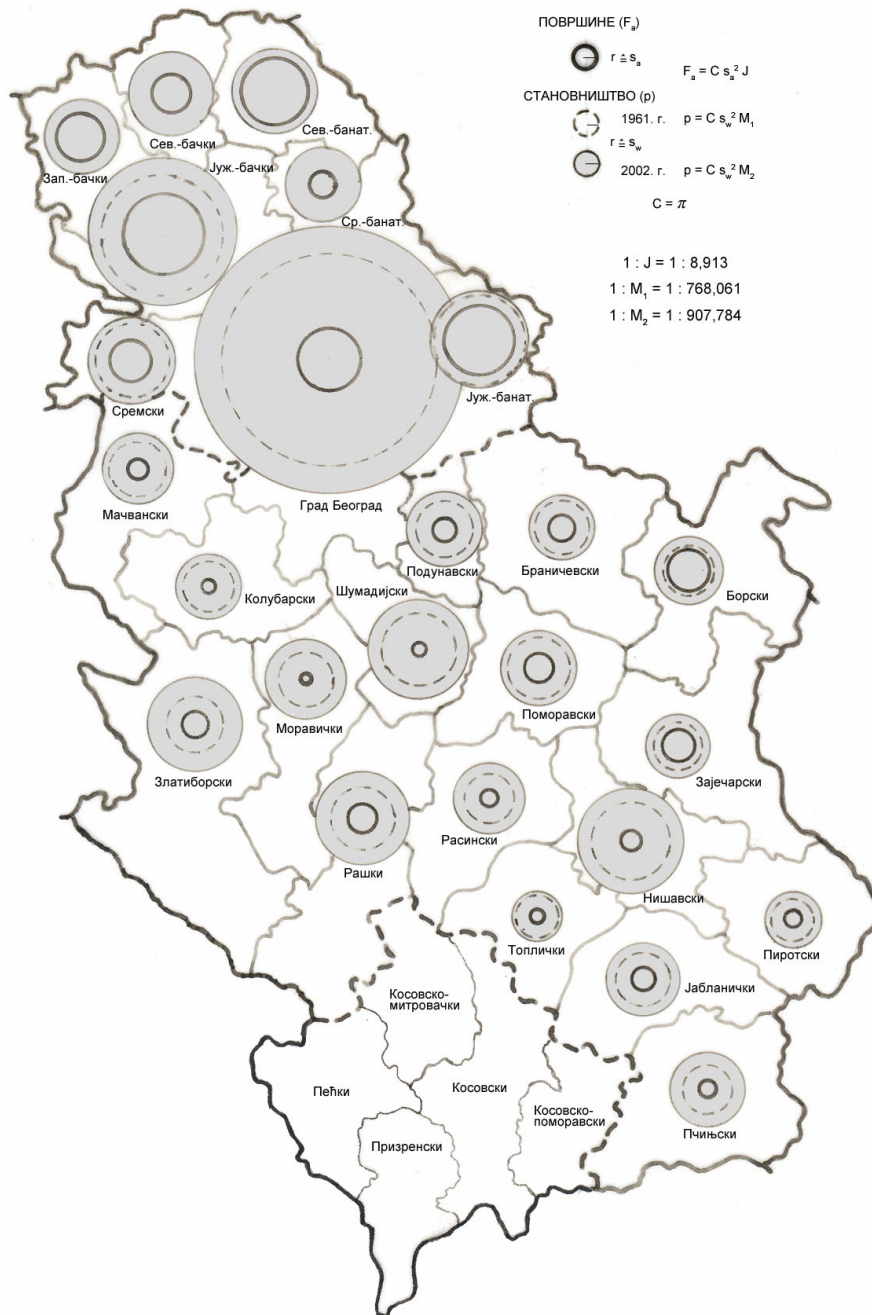 ПОВРШИНЕ (Fₐ)
r ≙ sₐ
Fₐ = C sₐ² J
СТАНОВНИШТВО (p)
1961. г. p = C s_w² M₁
r ≙ s_w
2002. г. p = C s_w² M₂
C = π
1 : J = 1 : 8,913
1 : M₁ = 1 : 768,061
1 : M₂ = 1 : 907,784
Сев.-банат.
Сев.-бачки
Зап.-бачки
Јуж.-бачки
Ср.-банат.
Јуж.-банат.
Сремски
Мачвански
Град Београд
Подунавски
Браничевски
Борски
Колубарски
Шумадијски
Моравички
Поморавски
Златиборски
Зајечарски
Рашки
Расински
Нишавски
Топлички
Пиротски
Јабланички
Косовско-
митровачки
Пећки
Косовски
Косовско-
поморавски
Призренски
Пчињски